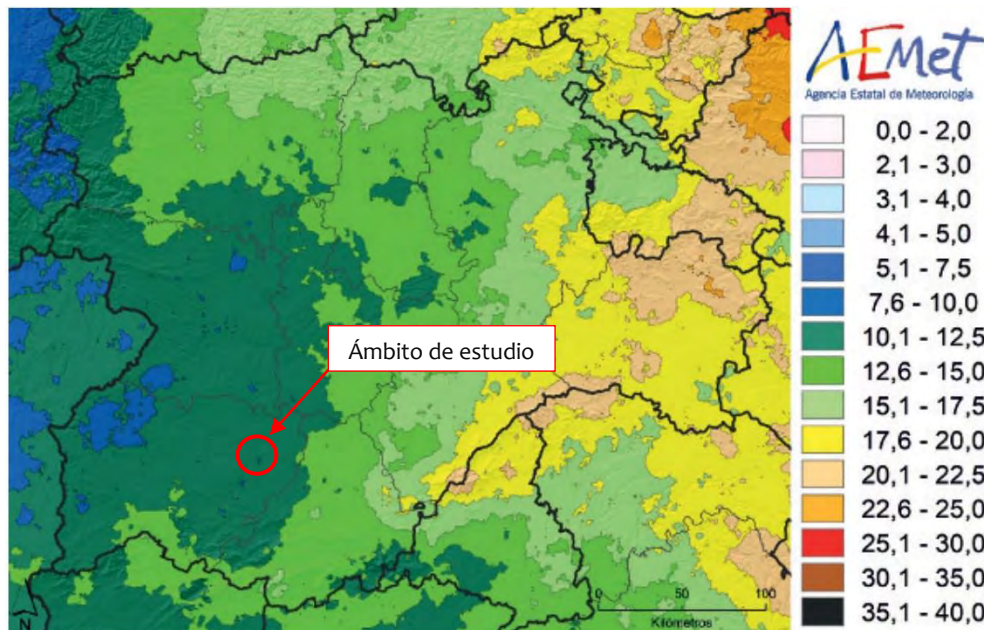 AEMet
Agencia Estatal de Meteorología
0,0 - 2,0
2,1 - 3,0
3,1 - 4,0
4,1 - 5,0
5,1 - 7,5
7,6 - 10,0
10,1 - 12,5
12,6 - 15,0
15,1 - 17,5
17,6 - 20,0
20,1 - 22,5
22,6 - 25,0
25,1 - 30,0
30,1 - 35,0
35,1 - 40,0
Ámbito de estudio
0 50 100
Kilómetros
N